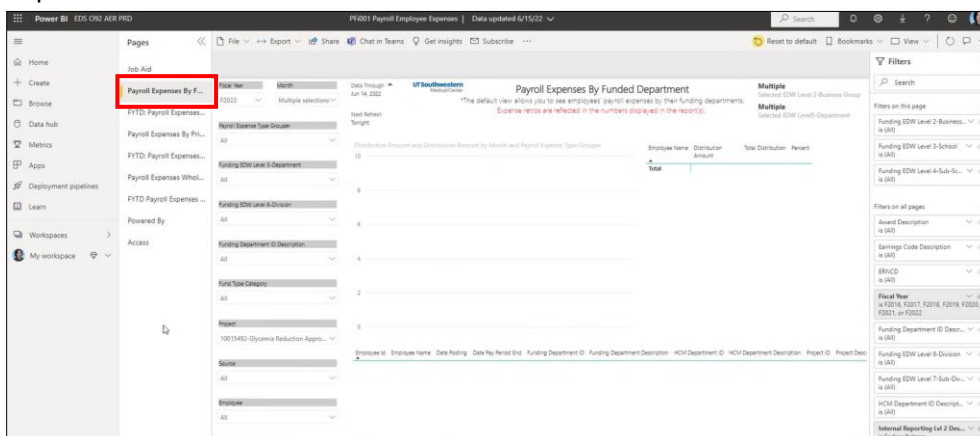 Power BI EDS O92 AER PRD
PFi001 Payroll Employee Expenses | Data updated 6/15/22
Search
Pages
File
Export
Share
Chat in Teams
Get insights
Subscribe
Reset to default
Bookmarks
View
Home
Create
Browse
Data hub
Metrics
Apps
Deployment pipelines
Learn
Workspaces
My workspace
Job Aid
Payroll Expenses By F...
FYTD: Payroll Expenses...
Payroll Expenses By Pri...
FYTD: Payroll Expenses...
Payroll Expenses Whol...
FYTD Payroll Expenses ...
Powered By
Access
Fiscal Year
Month
F2022
Multiple selections
Payroll Expense Type Grouper
All
Funding EDW Level 5-Department
All
Funding EDW Level 6-Division
All
Funding Department ID Description
All
Fund Type Category
All
Project
10015492-Glycemia Reduction Appro...
Source
All
Employee
All
Data Through
Jun 14, 2022
Next Refresh
Tonight
UTSouthwestern
Medical Center
Payroll Expenses By Funded Department
*The default view allows you to see employees' payroll expenses by their funding departments.
Expense retros are reflected in the numbers displayed in the report(s).
Multiple
Selected EDW Level 2-Business Group
Multiple
Selected EDW Level5-Department
Distribution Amount and Distribution Amount by Month and Payroll Expense Type Grouper
10
8
6
4
2
0
Employee Name Distribution Amount Total Distribution Percent
Total
Employee Id Employee Name Date Posting Date Pay Period End Funding Department ID Funding Department Description HCM Department ID HCM Department Description Project ID Project Desc
Filters
Search
Filters on this page
Funding EDW Level 2-Business...
is (All)
Funding EDW Level 3-School
is (All)
Funding EDW Level 4-Sub-Sc...
is (All)
Filters on all pages
Award Description
is (All)
Earnings Code Description
is (All)
ERNCD
is (All)
Fiscal Year
is F2016, F2017, F2018, F2019, F2020,
F2021, or F2022
Funding Department ID Descr...
is (All)
Funding EDW Level 6-Division
is (All)
Funding EDW Level 7-Sub-Div...
is (All)
HCM Department ID Descript...
is (All)
Internal Reporting Lvl 2 Des...